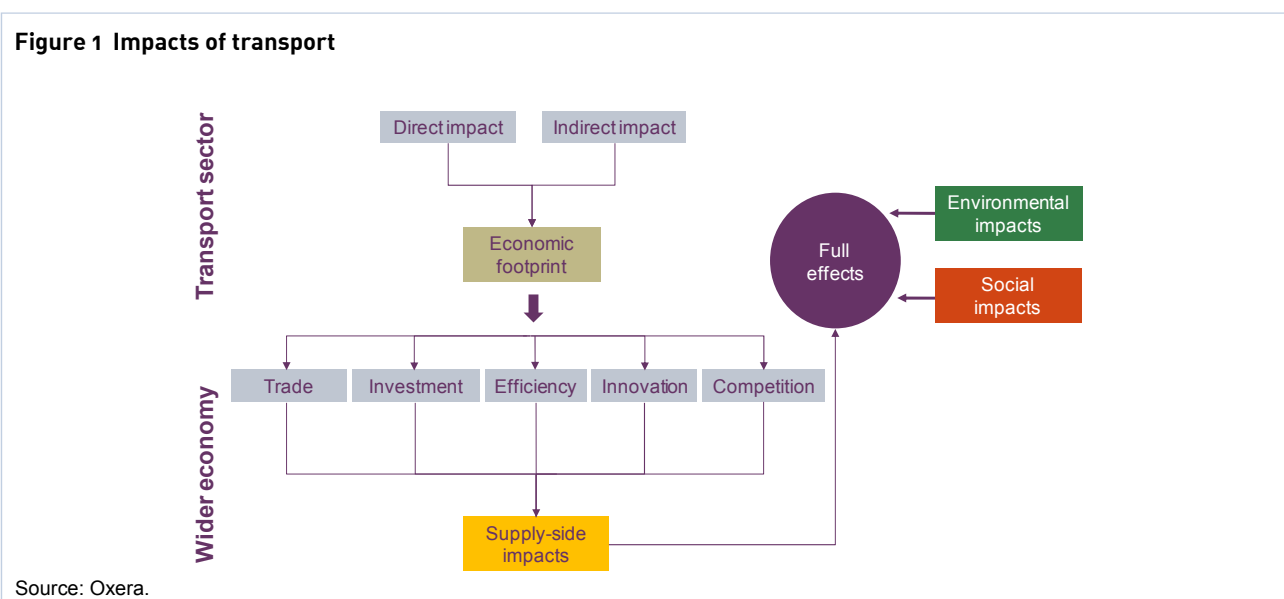 Figure 1 Impacts of transport
Transport sector
Direct impact
Indirect impact
Economic
footprint
Full
effects
Environmental
impacts
Social
impacts
Wider economy
Trade
Investment
Efficiency
Innovation
Competition
Supply-side
impacts
Source: Oxera.